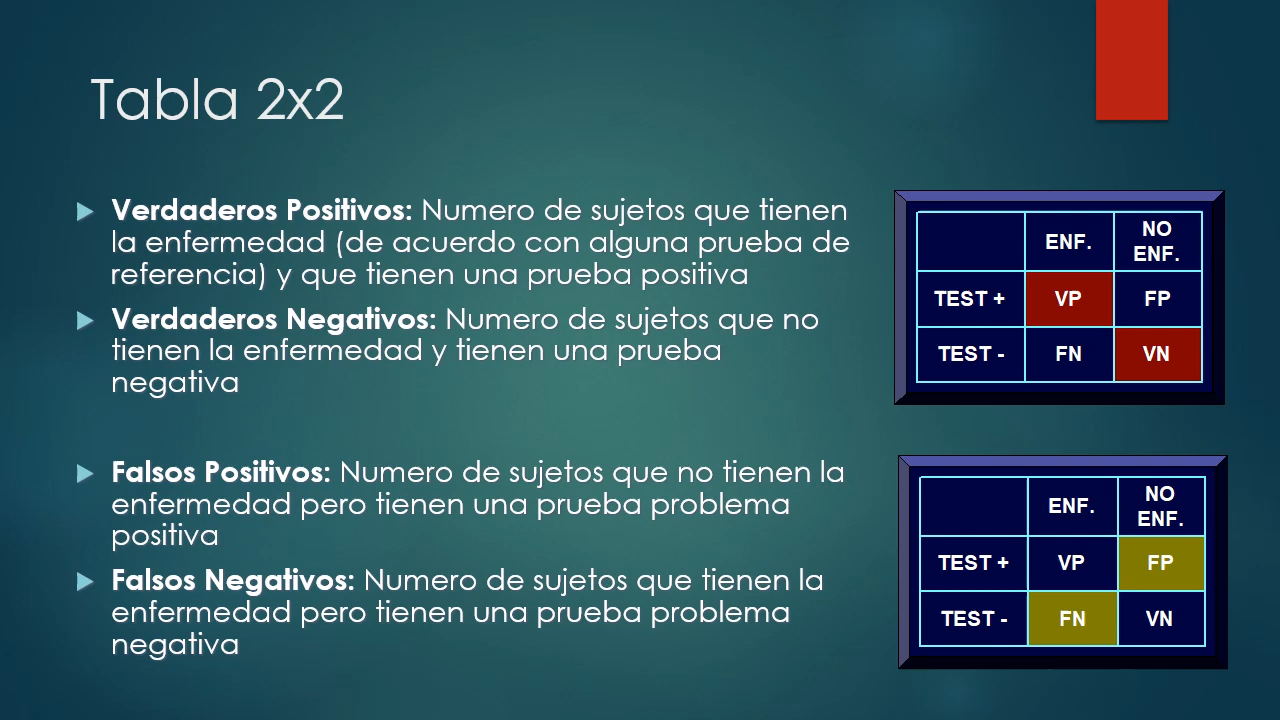 Tabla 2x2
Verdaderos Positivos: Numero de sujetos que tienen
la enfermedad (de acuerdo con alguna prueba de
referencia) y que tienen una prueba positiva
Verdaderos Negativos: Numero de sujetos que no
tienen la enfermedad y tienen una prueba
negativa
Falsos Positivos: Numero de sujetos que no tienen la
enfermedad pero tienen una prueba problema
positiva
Falsos Negativos: Numero de sujetos que tienen la
enfermedad pero tienen una prueba problema
negativa
ENF. NO
ENF.
TEST + VP FP
TEST - FN VN
ENF. NO
ENF.
TEST + VP FP
TEST - FN VN